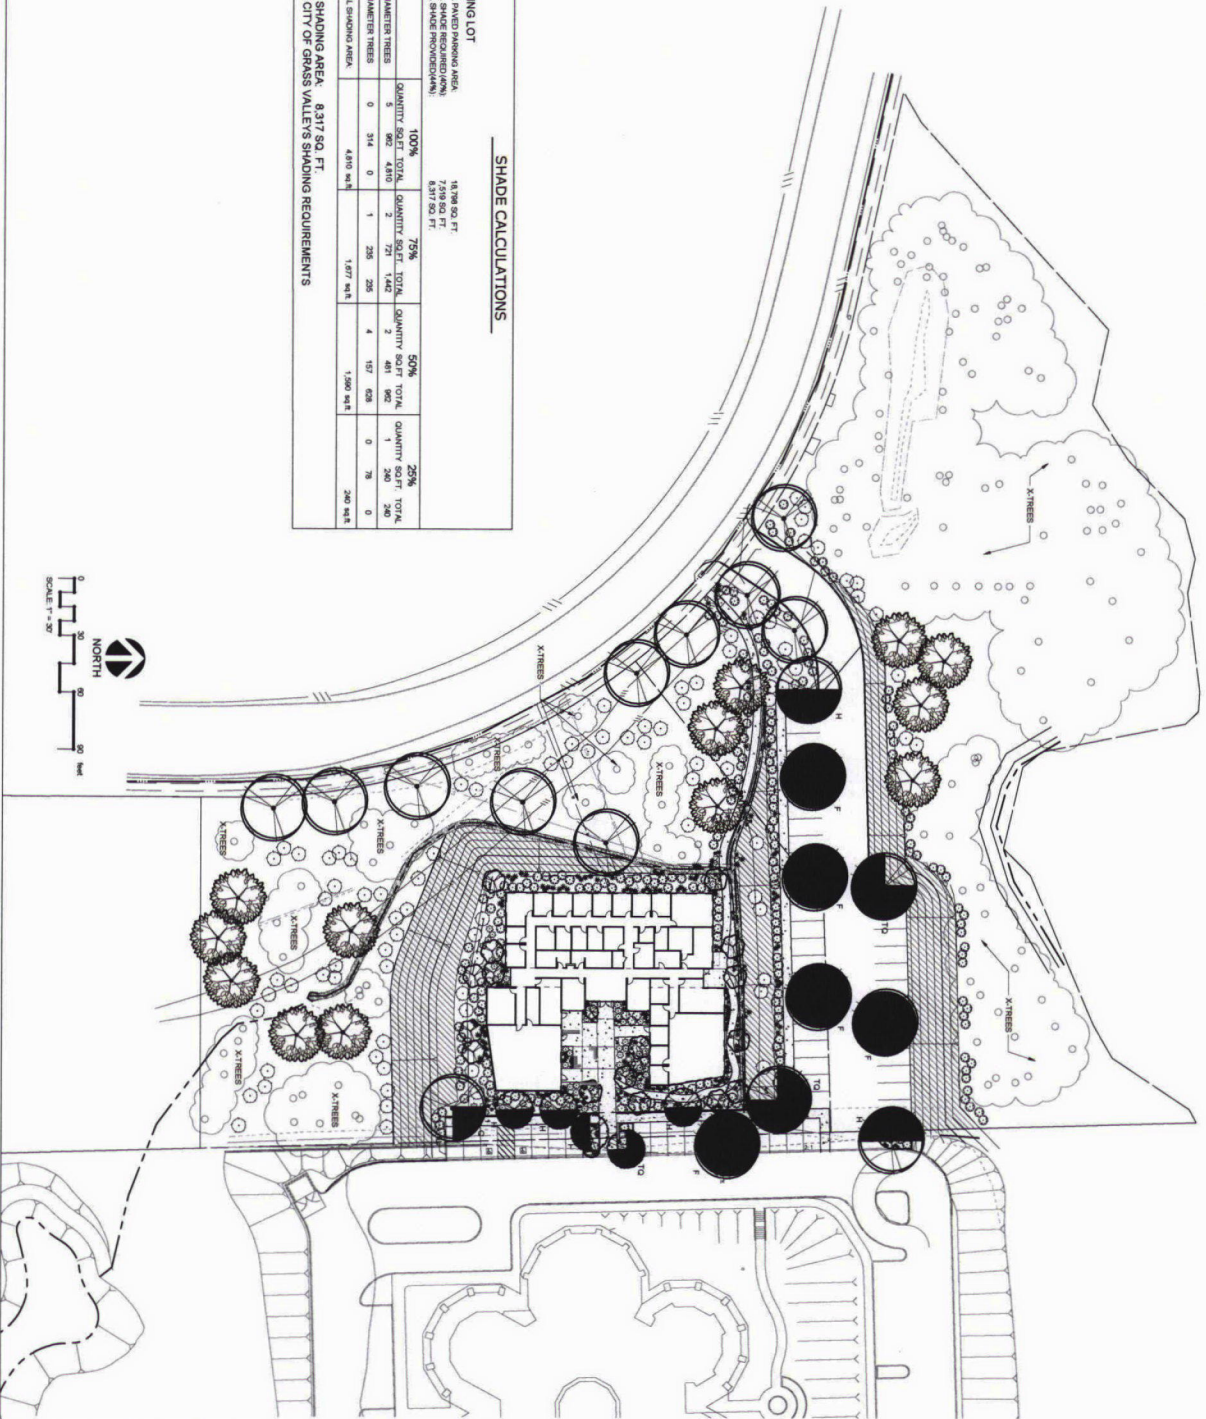 SHADE CALCULATIONS
ING LOT
PAVED PARKING AREA: 18,798 SQ. FT.
SHADE REQUIRED(40%): 7,519 SQ. FT.
SHADE PROVIDED(44%): 8,317 SQ. FT.
100% 75% 50% 25%
QUANTITY SQ.FT. TOTAL QUANTITY SQ.FT. TOTAL QUANTITY SQ.FT TOTAL QUANTITY SQ.FT. TOTAL
AMETER TREES 5 962 4,810 2 721 1,442 2 481 962 1 240 240
AMETER TREES 0 314 0 1 235 235 4 157 628 0 78 0
L SHADING AREA: 4,810 sq.ft. 1,677 sq.ft. 1,590 sq.ft. 240 sq.ft.
SHADING AREA: 8,317 SQ. FT.
CITY OF GRASS VALLEYS SHADING REQUIREMENTS
X-TREES
X-TREES
X-TREES
X-TREES
X-TREES
X-TREES
X-TREES
X-TREES
X-TREES
X-TREES
H
F
F
TQ
F
F
TQ
H
H
TQ
F
NORTH
0 30 60 90 feet
SCALE: 1" = 30'